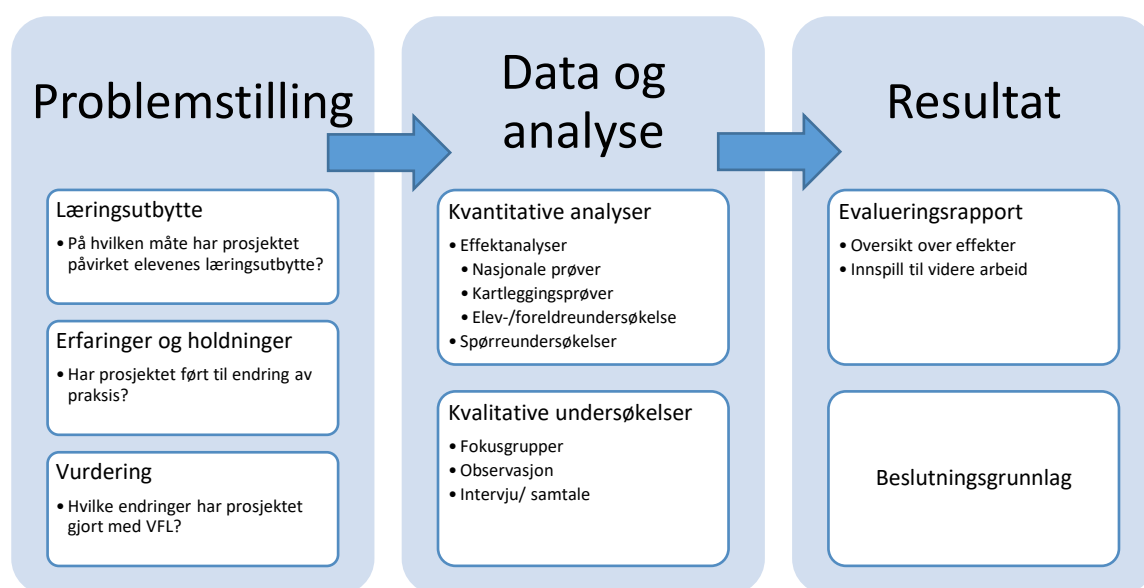 Problemstilling
Læringsutbytte
• På hvilken måte har prosjektet
påvirket elevenes læringsutbytte?
Erfaringer og holdninger
• Har prosjektet ført til endring av
praksis?
Vurdering
• Hvilke endringer har prosjektet
gjort med VFL?
Data og
analyse
Kvantitative analyser
• Effektanalyser
• Nasjonale prøver
• Kartleggingsprøver
• Elev-/foreldreundersøkelse
• Spørreundersøkelser
Kvalitative undersøkelser
• Fokusgrupper
• Observasjon
• Intervju/ samtale
Resultat
Evalueringsrapport
• Oversikt over effekter
• Innspill til videre arbeid
Beslutningsgrunnlag